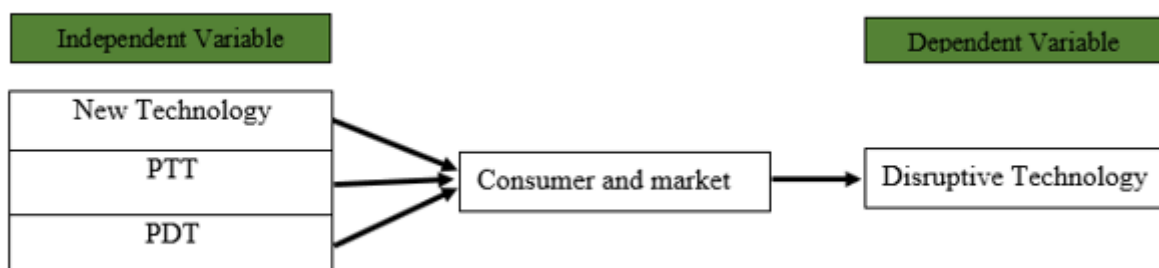 Independent Variable
Dependent Variable
New Technology
PTT
PDT
Consumer and market
Disruptive Technology